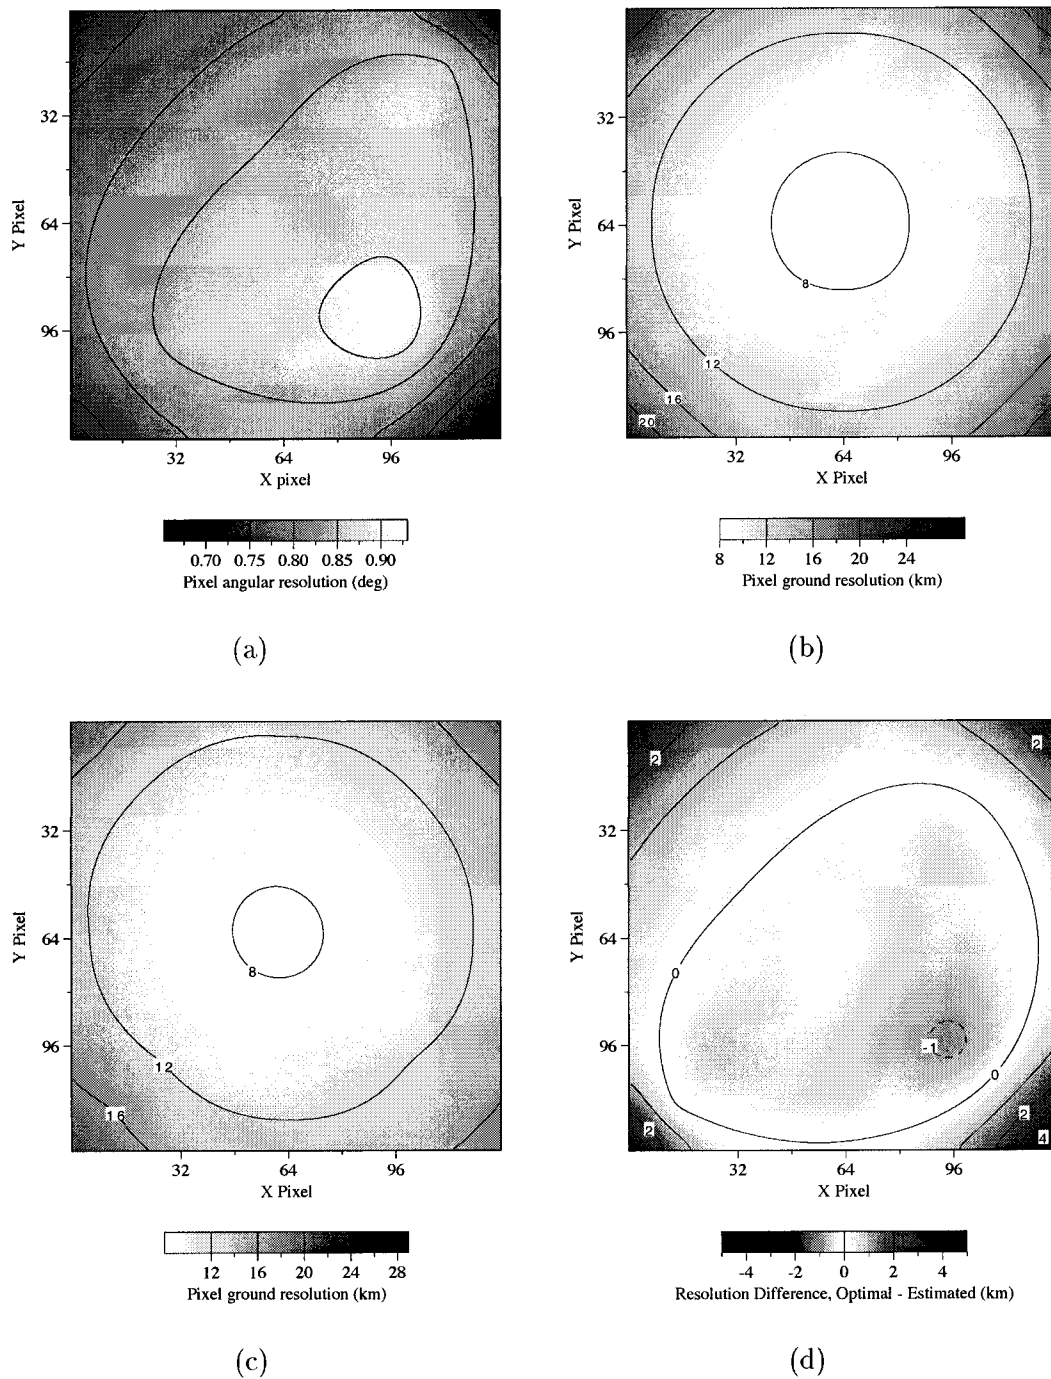 32
64
96
Y Pixel
32 64 96
X pixel
0.70 0.75 0.80 0.85 0.90
Pixel angular resolution (deg)
(a)
32
64
96
Y Pixel
8
12
16
20
32 64 96
X Pixel
8 12 16 20 24
Pixel ground resolution (km)
(b)
32
64
96
Y Pixel
8
12
16
32 64 96
X Pixel
12 16 20 24 28
Pixel ground resolution (km)
(c)
2
2
32
64
96
Y Pixel
0
-1
0
2
2
4
32 64 96
X Pixel
-4 -2 0 2 4
Resolution Difference, Optimal - Estimated (km)
(d)